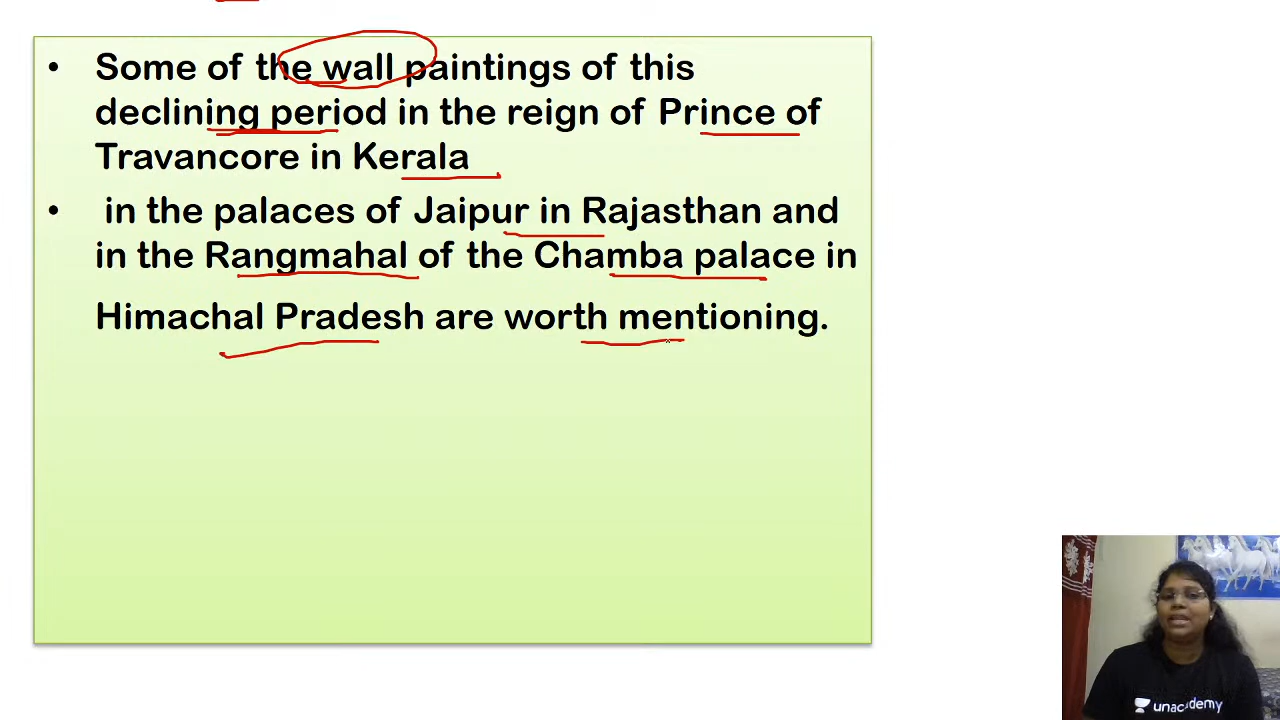 • Some of the wall paintings of this
declining period in the reign of Prince of
Travancore in Kerala
• in the palaces of Jaipur in Rajasthan and
in the Rangmahal of the Chamba palace in
Himachal Pradesh are worth mentioning.
unacademy